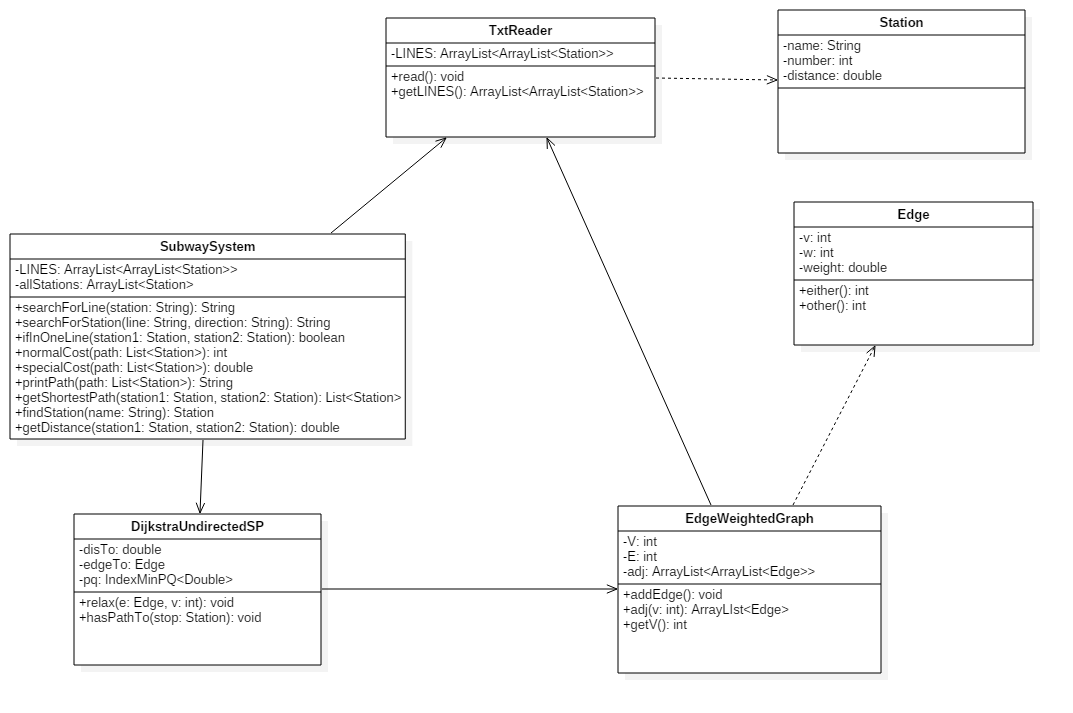 TxtReader
-LINES: ArrayList<ArrayList<Station>>
+read(): void
+getLINES(): ArrayList<ArrayList<Station>>
Station
-name: String
-number: int
-distance: double
SubwaySystem
-LINES: ArrayList<ArrayList<Station>>
-allStations: ArrayList<Station>
+searchForLine(station: String): String
+searchForStation(line: String, direction: String): String
+ifInOneLine(station1: Station, station2: Station): boolean
+normalCost(path: List<Station>): int
+specialCost(path: List<Station>): double
+printPath(path: List<Station>): String
+getShortestPath(station1: Station, station2: Station): List<Station>
+findStation(name: String): Station
+getDistance(station1: Station, station2: Station): double
Edge
-v: int
-w: int
-weight: double
+either(): int
+other(): int
DijkstraUndirectedSP
-disTo: double
-edgeTo: Edge
-pq: IndexMinPQ<Double>
+relax(e: Edge, v: int): void
+hasPathTo(stop: Station): void
EdgeWeightedGraph
-V: int
-E: int
-adj: ArrayList<ArrayList<Edge>>
+addEdge(): void
+adj(v: int): ArrayLIst<Edge>
+getV(): int